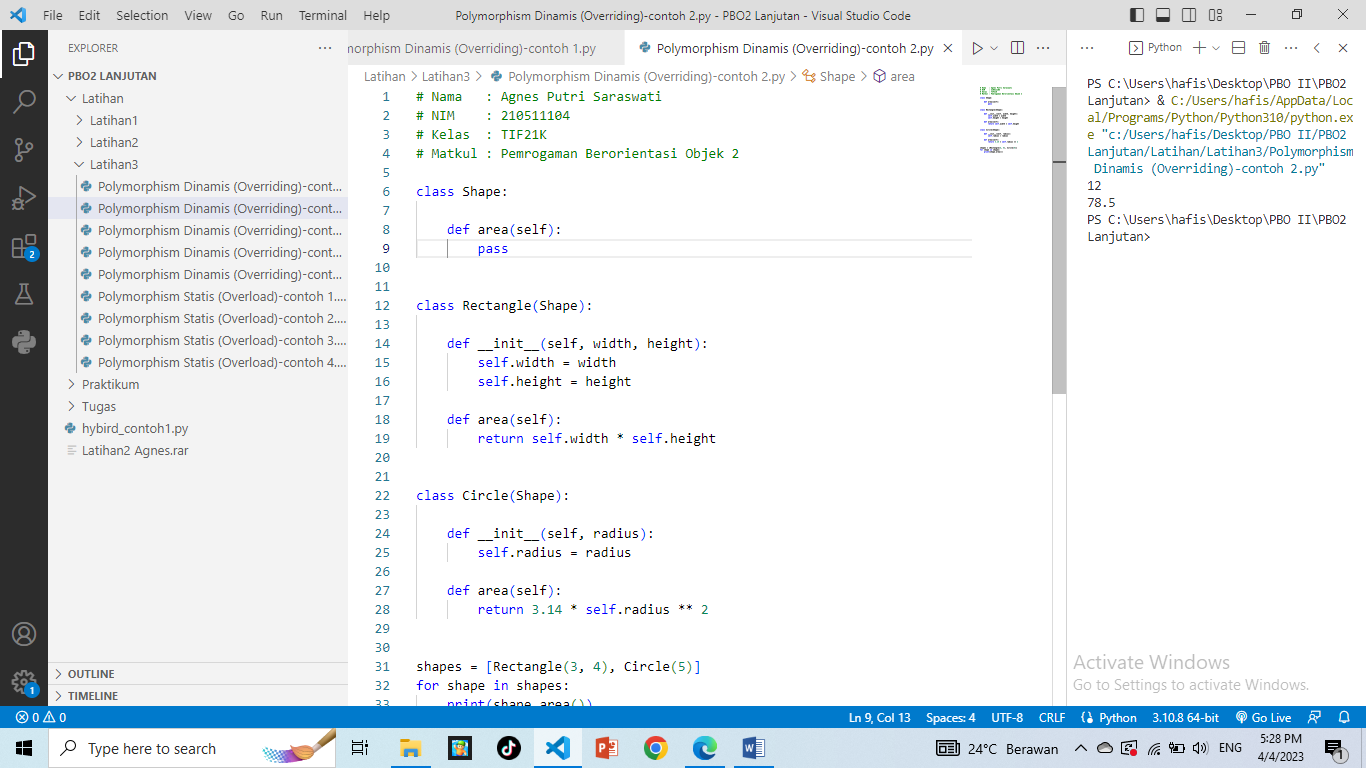 File Edit Selection View Go Run Terminal Help
Polymorphism Dinamis (Overriding)-contoh 2.py - PBO2 Lanjutan - Visual Studio Code
EXPLORER
PBO2 LANJUTAN
Latihan
Latihan1
Latihan2
Latihan3
Polymorphism Dinamis (Overriding)-cont...
Polymorphism Dinamis (Overriding)-cont...
Polymorphism Dinamis (Overriding)-cont...
Polymorphism Dinamis (Overriding)-cont...
Polymorphism Dinamis (Overriding)-cont...
Polymorphism Statis (Overload)-contoh 1....
Polymorphism Statis (Overload)-contoh 2....
Polymorphism Statis (Overload)-contoh 3....
Polymorphism Statis (Overload)-contoh 4....
Praktikum
Tugas
hybird_contoh1.py
Latihan2 Agnes.rar
OUTLINE
TIMELINE
2
1
morphism Dinamis (Overriding)-contoh 1.py
Polymorphism Dinamis (Overriding)-contoh 2.py
Latihan > Latihan3 > Polymorphism Dinamis (Overriding)-contoh 2.py > Shape > area
1 # Nama   : Agnes Putri Saraswati
2 # NIM    : 210511104
3 # Kelas  : TIF21K
4 # Matkul : Pemrogaman Berorientasi Objek 2
5
6 class Shape:
7
8     def area(self):
9         pass
10
11
12 class Rectangle(Shape):
13
14     def __init__(self, width, height):
15         self.width = width
16         self.height = height
17
18     def area(self):
19         return self.width * self.height
20
21
22 class Circle(Shape):
23
24     def __init__(self, radius):
25         self.radius = radius
26
27     def area(self):
28         return 3.14 * self.radius ** 2
29
30
31 shapes = [Rectangle(3, 4), Circle(5)]
32 for shape in shapes:
33     print(shape.area())
Python
PS C:\Users\hafis\Desktop\PBO II\PBO2
Lanjutan> & C:/Users/hafis/AppData/Loc
al/Programs/Python/Python310/python.ex
e "c:/Users/hafis/Desktop/PBO II/PBO2
Lanjutan/Latihan/Latihan3/Polymorphism
 Dinamis (Overriding)-contoh 2.py"
12
78.5
PS C:\Users\hafis\Desktop\PBO II\PBO2
Lanjutan>
Activate Windows
Go to Settings to activate Windows.
0 0
Ln 9, Col 13 Spaces: 4 UTF-8 CRLF Python 3.10.8 64-bit Go Live
Type here to search
24°C Berawan
ENG
5:28 PM
4/4/2023
1